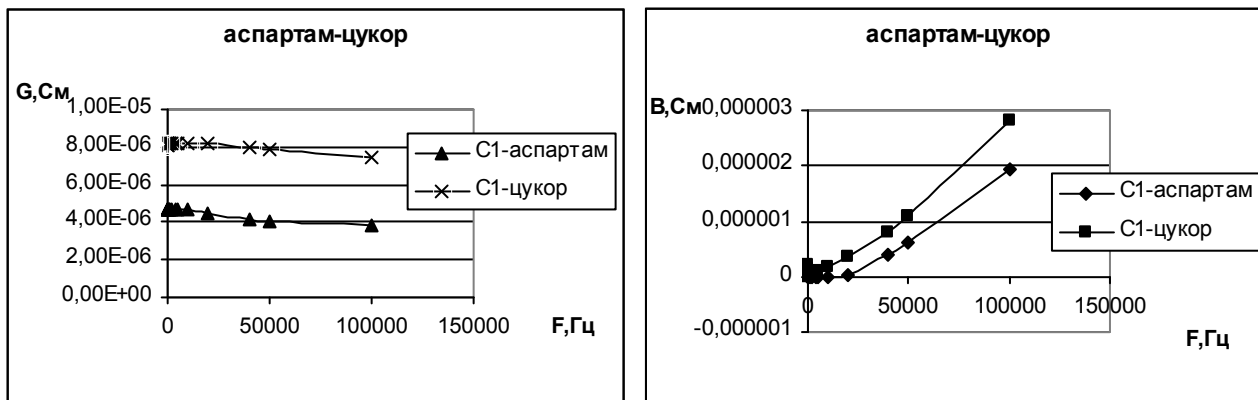 аспартам-цукор
G,См
1,00E-05
8,00E-06
6,00E-06
4,00E-06
2,00E-06
0,00E+00
0 50000 100000 150000
F,Гц
С1-аспартам
С1-цукор
аспартам-цукор
В,См
0,000003
0,000002
0,000001
0
-0,000001
0 50000 100000 150000
F,Гц
С1-аспартам
С1-цукор